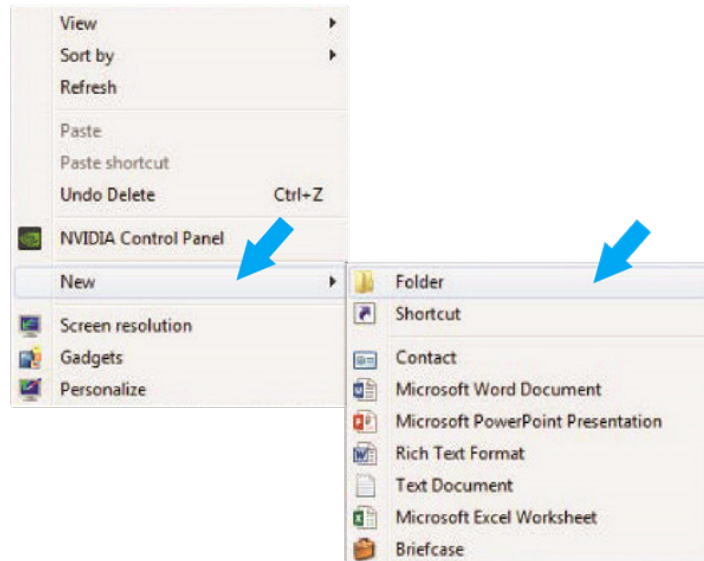 View
Sort by
Refresh
Paste
Paste shortcut
Undo Delete Ctrl+Z
NVIDIA Control Panel
New
Screen resolution
Gadgets
Personalize
Folder
Shortcut
Contact
Microsoft Word Document
Microsoft PowerPoint Presentation
Rich Text Format
Text Document
Microsoft Excel Worksheet
Briefcase